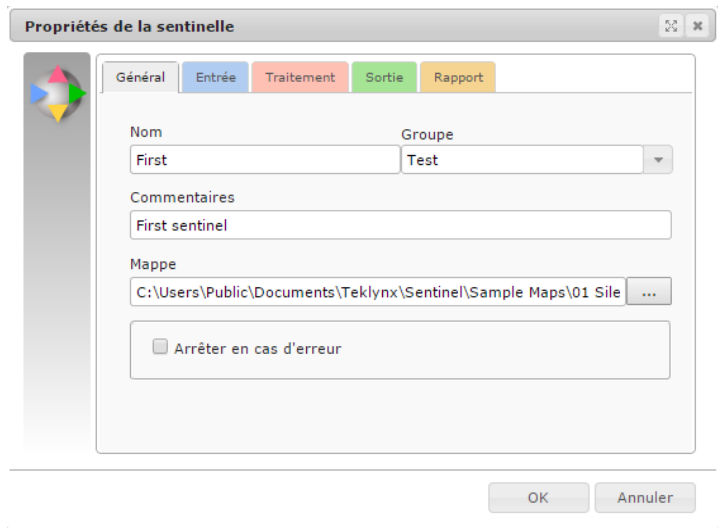 Propriétés de la sentinelle
Général Entrée Traitement Sortie Rapport
Nom Groupe
First Test
Commentaires
First sentinel
Mappe
C:\Users\Public\Documents\Teklynx\Sentinel\Sample Maps\01 Sile ...
Arrêter en cas d'erreur
OK Annuler